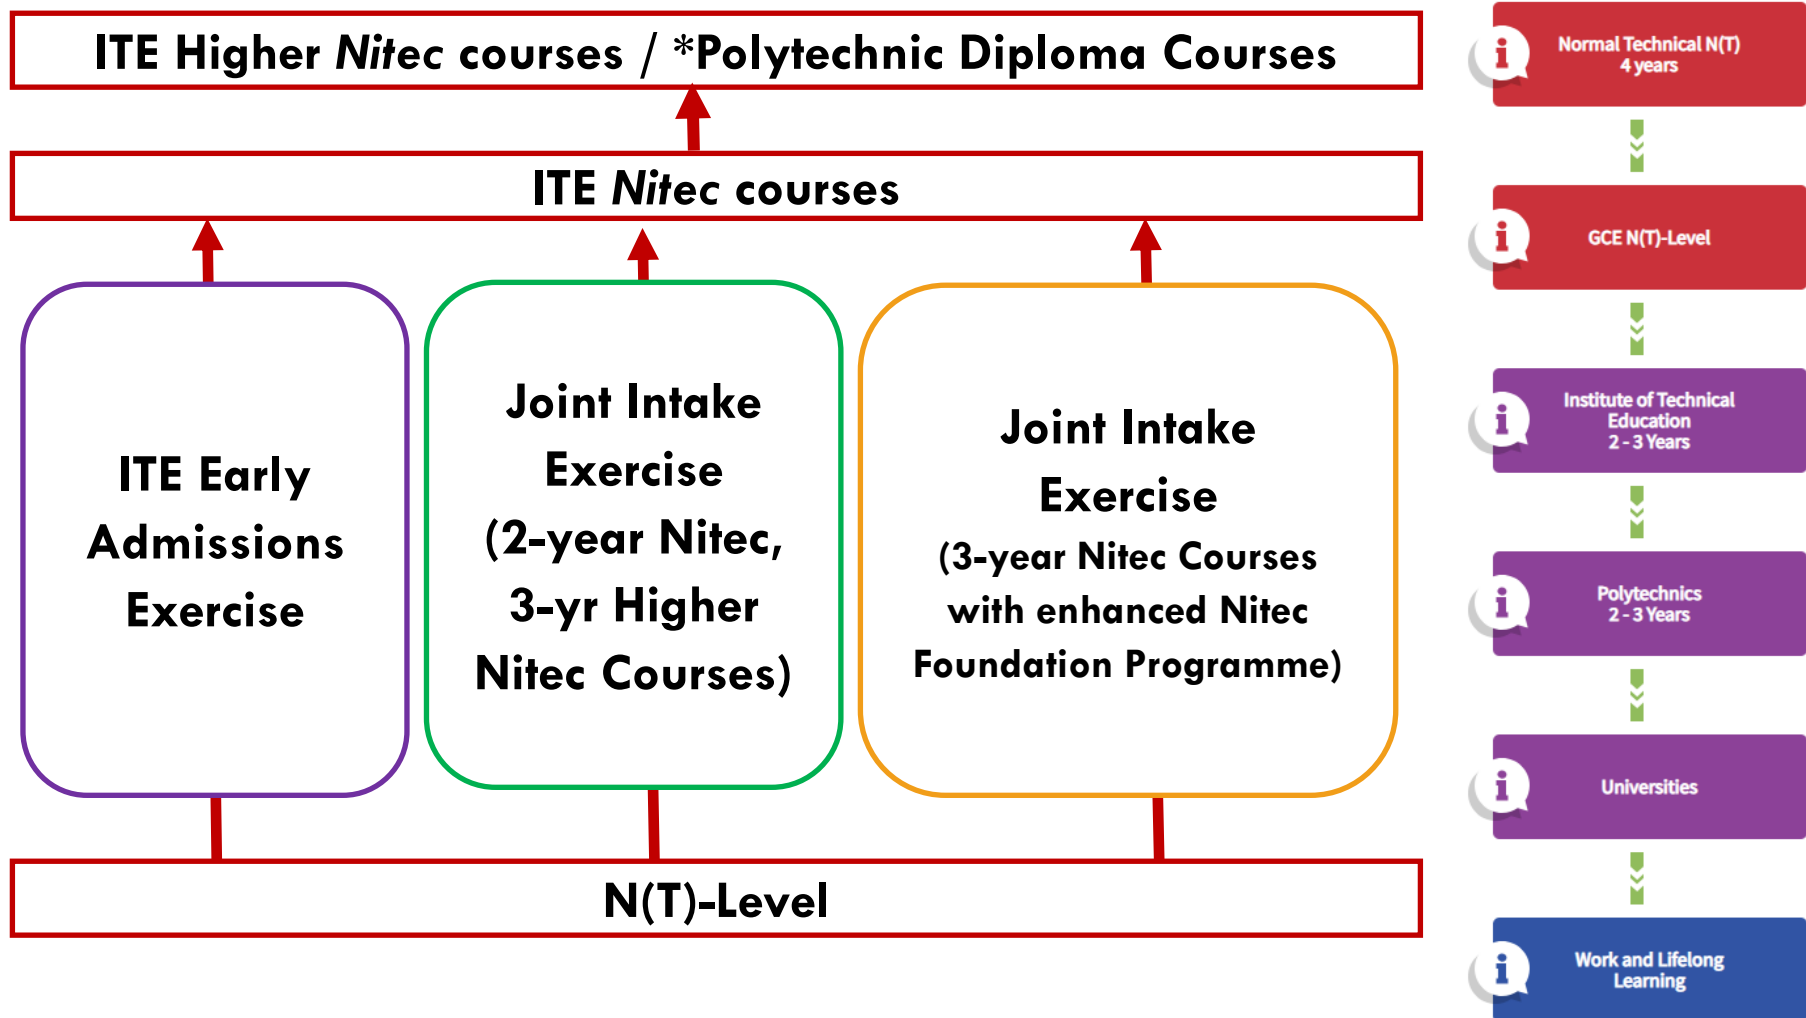 ITE Higher Nitec courses / *Polytechnic Diploma Courses
ITE Nitec courses
ITE Early
Admissions
Exercise
Joint Intake
Exercise
(2-year Nitec,
3-yr Higher
Nitec Courses)
Joint Intake
Exercise
(3-year Nitec Courses
with enhanced Nitec
Foundation Programme)
N(T)-Level
Normal Technical N(T)
4 years
GCE N(T)-Level
Institute of Technical
Education
2 - 3 Years
Polytechnics
2 - 3 Years
Universities
Work and Lifelong
Learning